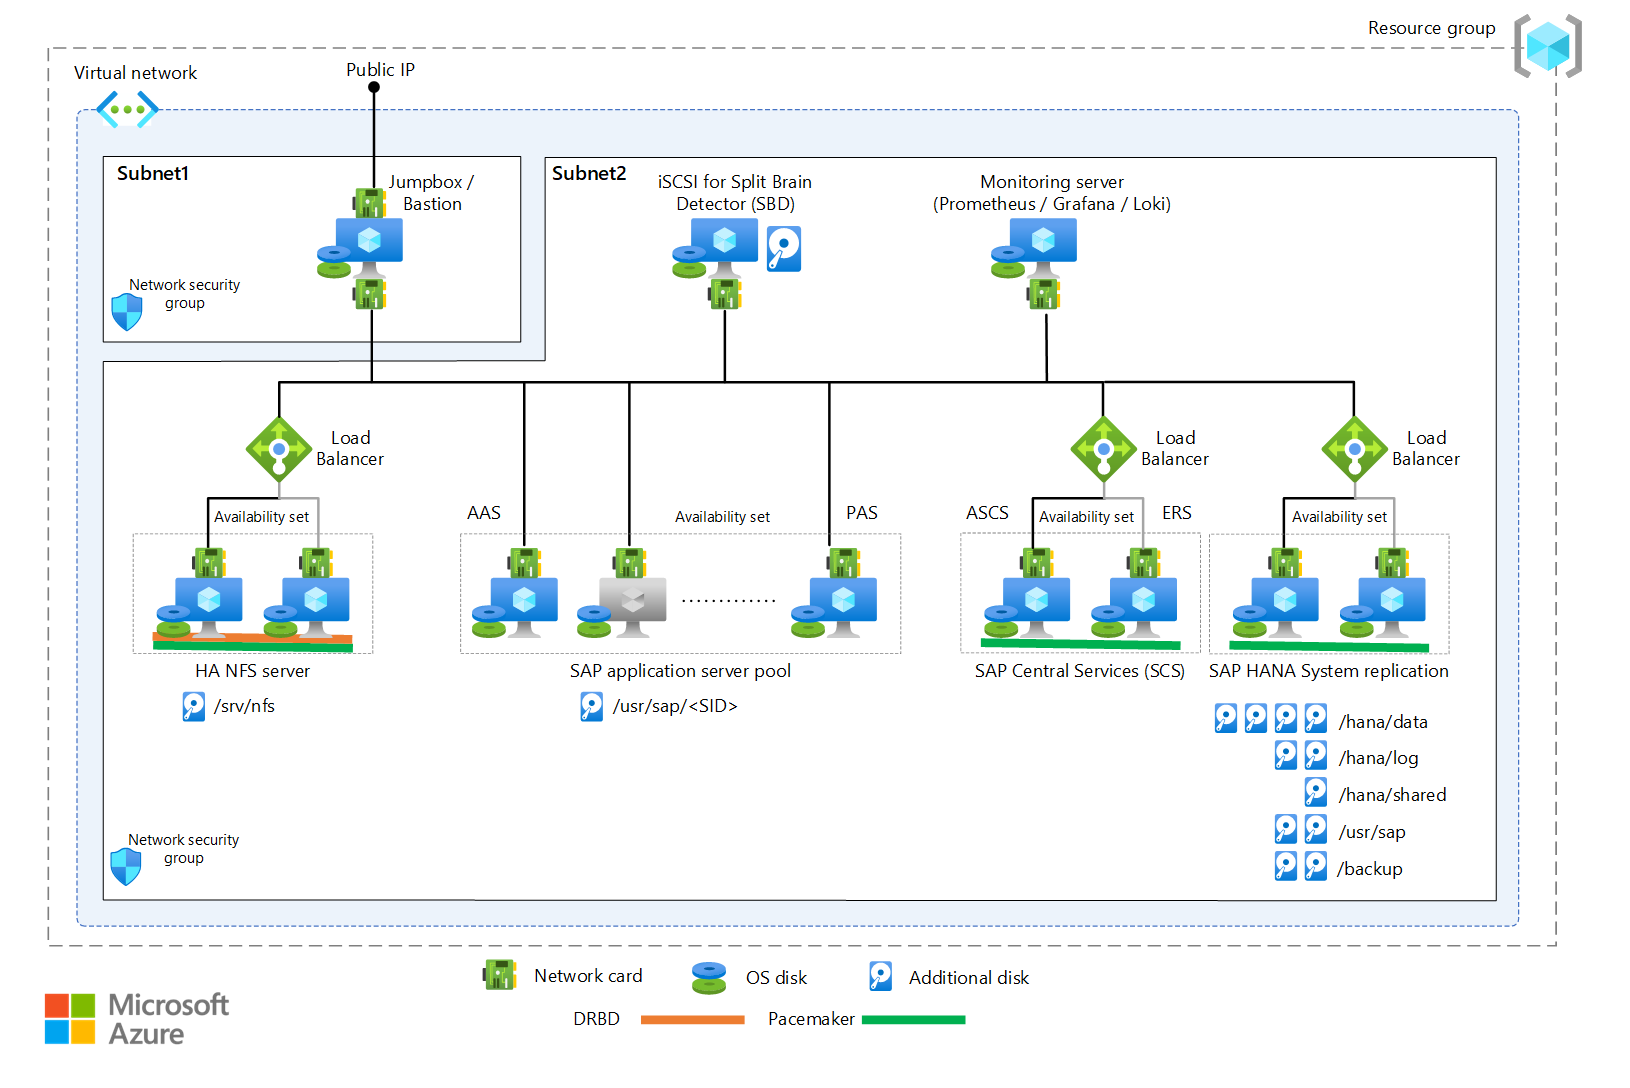 Resource group
Virtual network
Public IP
Subnet1
Jumpbox /
Bastion
Network security
group
Subnet2
iSCSI for Split Brain
Detector (SBD)
Monitoring server
(Prometheus / Grafana / Loki)
Load
Balancer
Load
Balancer
Load
Balancer
Availability set
AAS
Availability set
PAS
ASCS
Availability set
ERS
Availability set
.............
HA NFS server
SAP application server pool
SAP Central Services (SCS)
SAP HANA System replication
/srv/nfs
/usr/sap/<SID>
/hana/data
/hana/log
/hana/shared
/usr/sap
/backup
Network security
group
Network card
OS disk
Additional disk
DRBD
Pacemaker
Microsoft
Azure